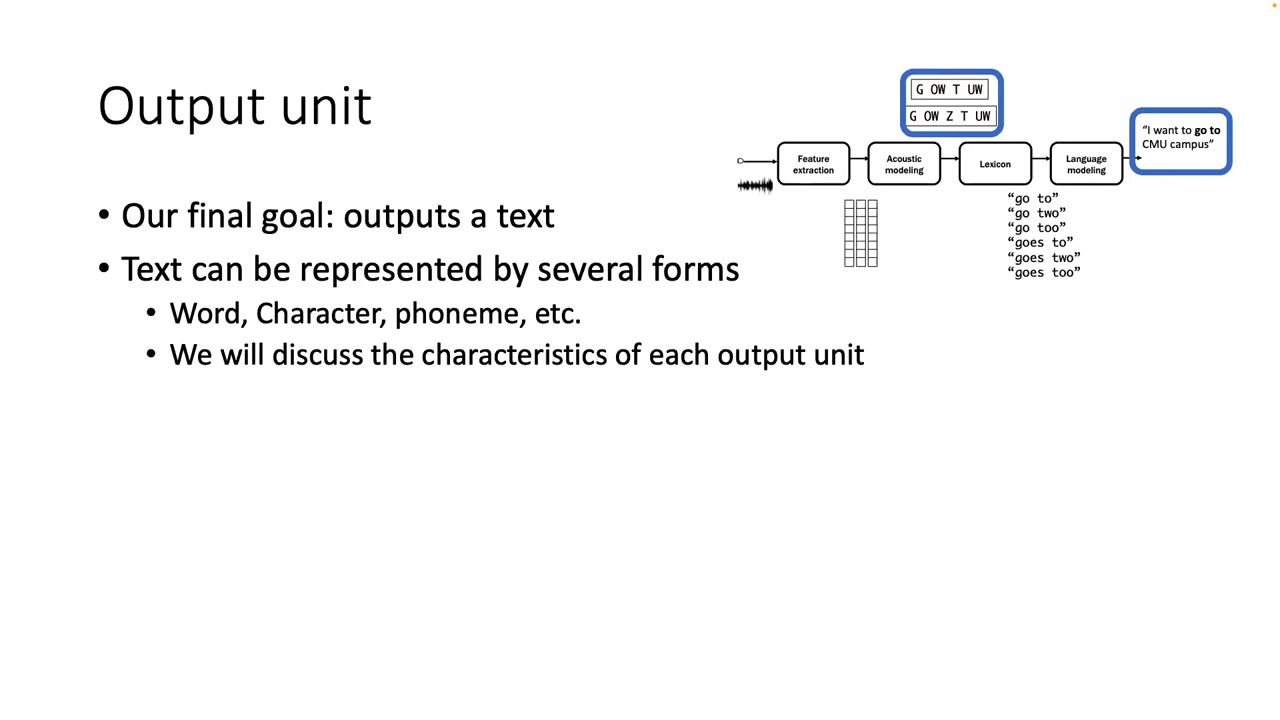 Output unit
• Our final goal: outputs a text
• Text can be represented by several forms
• Word, Character, phoneme, etc.
• We will discuss the characteristics of each output unit
G OW T UW
G OW Z T UW
Feature
extraction
Acoustic
modeling
Lexicon
Language
modeling
“I want to go to
CMU campus”
“go to”
“go two”
“go too”
“goes to”
“goes two”
“goes too”